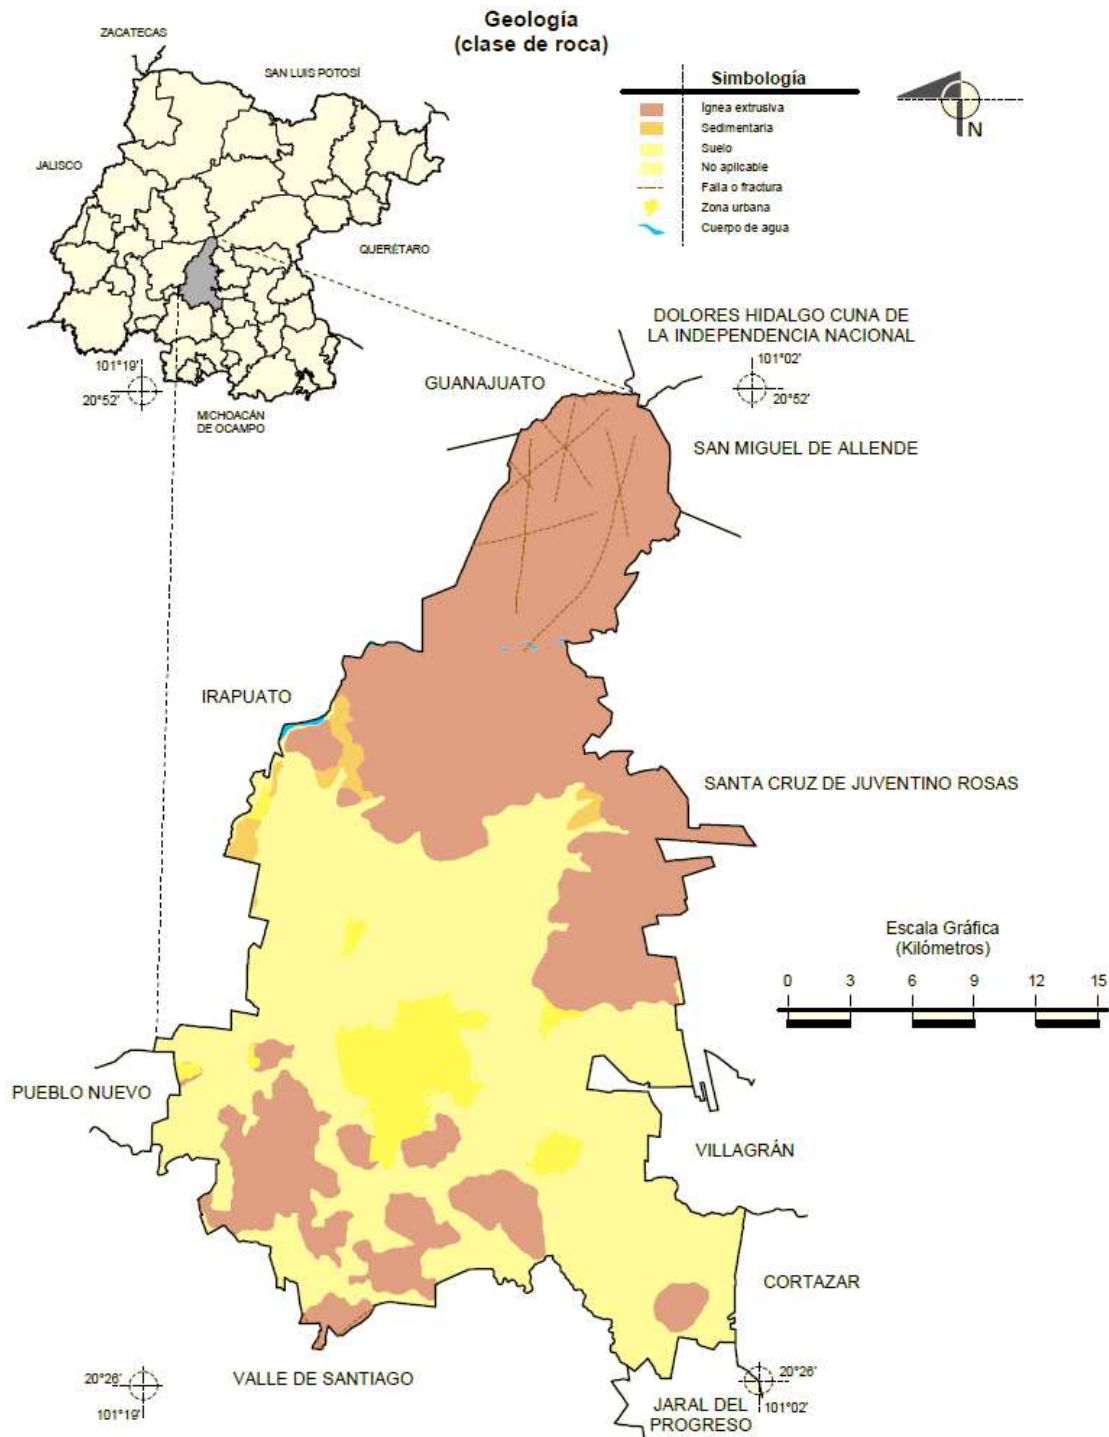 Geología
(clase de roca)
ZACATECAS
SAN LUIS POTOSÍ
JALISCO
QUERÉTARO
MICHOACÁN
DE OCAMPO
101°19'
20°52'
Simbología
Ígnea extrusiva
Sedimentaria
Suelo
No aplicable
Falla o fractura
Zona urbana
Cuerpo de agua
N
DOLORES HIDALGO CUNA DE
LA INDEPENDENCIA NACIONAL
101°02'
20°52'
GUANAJUATO
SAN MIGUEL DE ALLENDE
IRAPUATO
SANTA CRUZ DE JUVENTINO ROSAS
Escala Gráfica
(Kilómetros)
0 3 6 9 12 15
PUEBLO NUEVO
VILLAGRÁN
CORTAZAR
VALLE DE SANTIAGO
20°26'
101°19'
20°26'
101°02'
JARAL DEL
PROGRESO